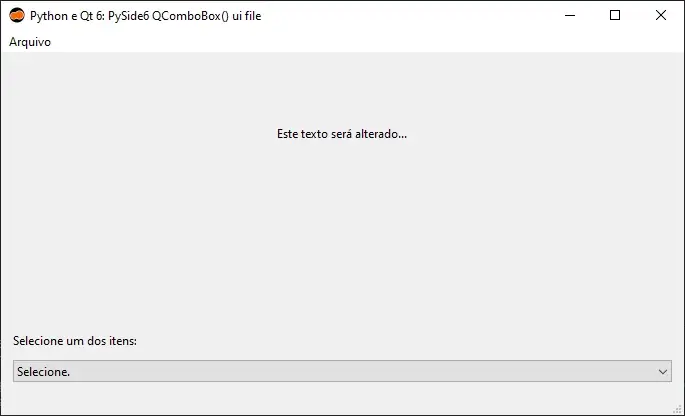 Python e Qt 6: PySide6 QComboBox() ui file
Arquivo
Este texto será alterado...
Selecione um dos itens:
Selecione.